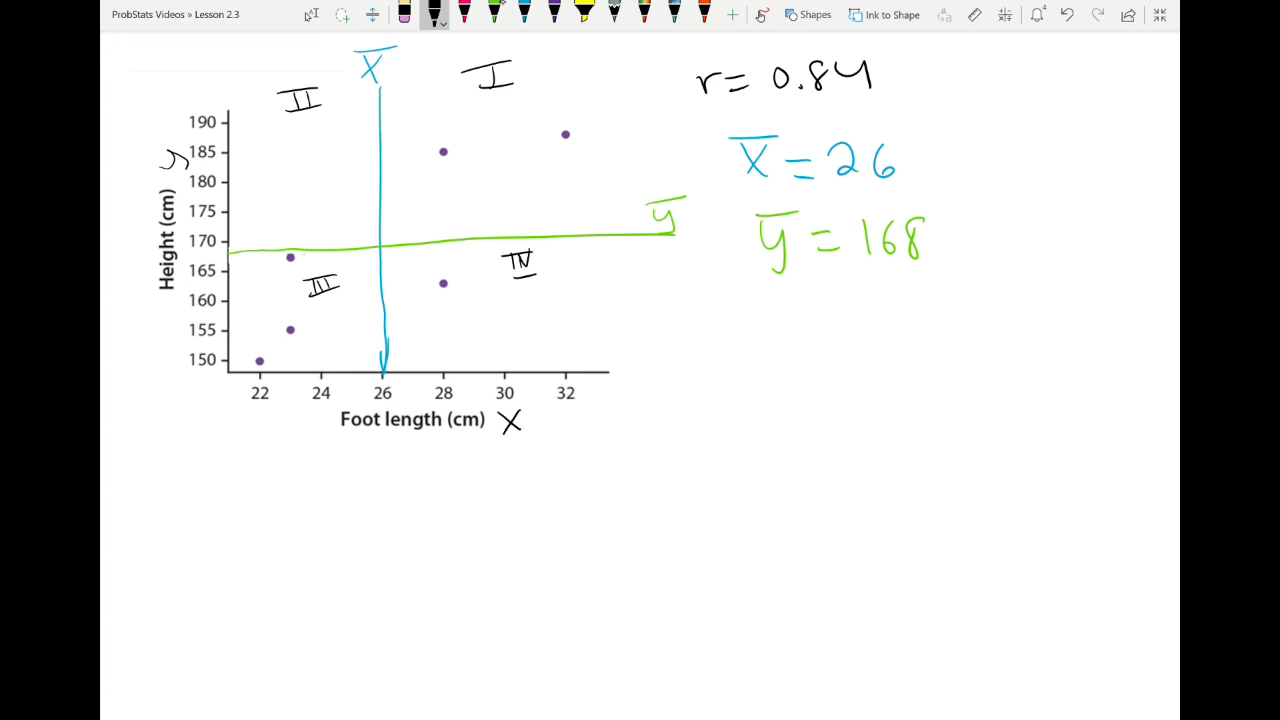 ProbStats Videos » Lesson 2.3
Shapes
Ink to Shape
X̅
I
II
r = 0.84
190
185
180
175
170
165
160
155
150
y
Height (cm)
X̅ = 26
y̅
y̅ = 168
III
IV
22 24 26 28 30 32
Foot length (cm) X